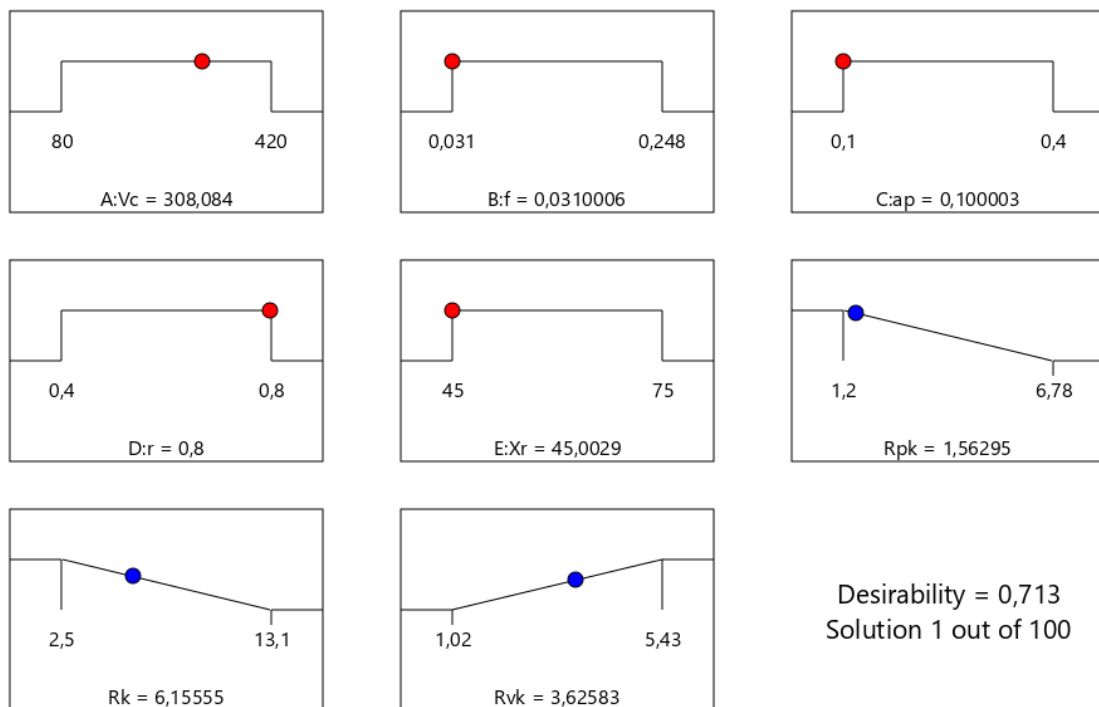 80 420
A:Vc = 308,084
0,031 0,248
B:f = 0,0310006
0,1 0,4
C:ap = 0,100003
0,4 0,8
D:r = 0,8
45 75
E:Xr = 45,0029
1,2 6,78
Rpk = 1,56295
2,5 13,1
Rk = 6,15555
1,02 5,43
Rvk = 3,62583
Desirability = 0,713
Solution 1 out of 100